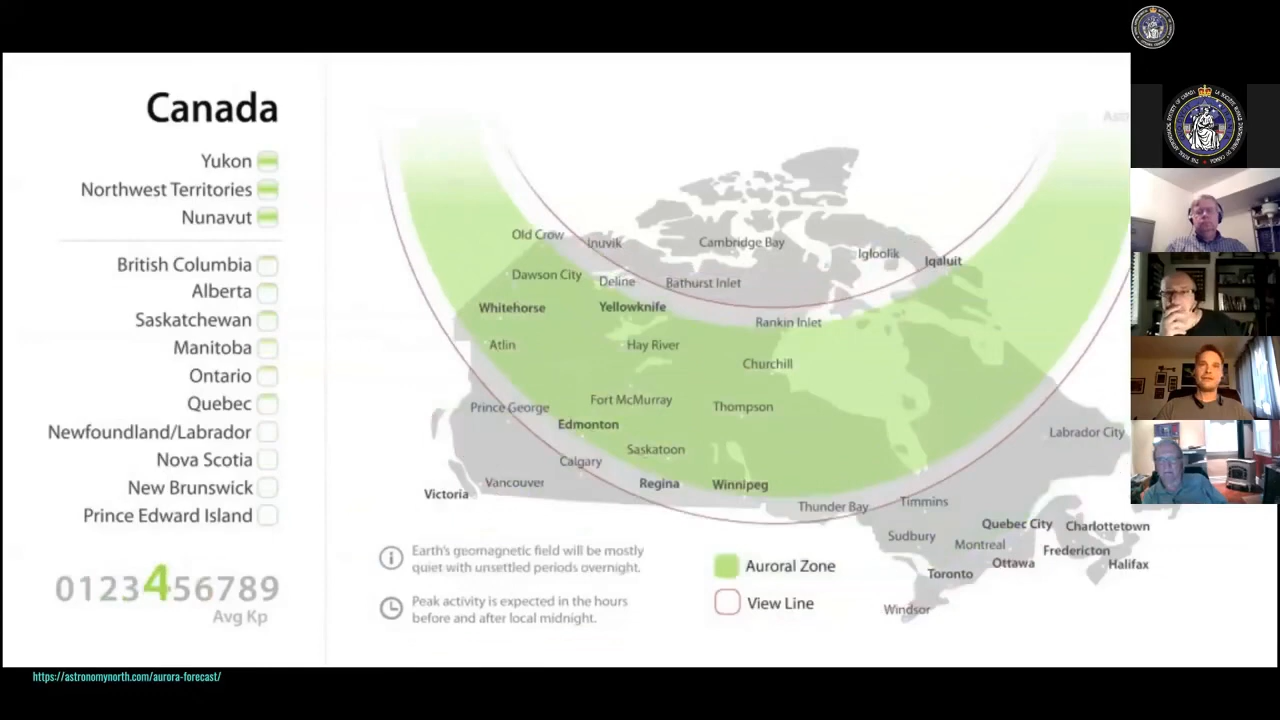 Canada
Yukon
Northwest Territories
Nunavut
British Columbia
Alberta
Saskatchewan
Manitoba
Ontario
Quebec
Newfoundland/Labrador
Nova Scotia
New Brunswick
Prince Edward Island
0123456789
Avg Kp
Old Crow
Inuvik
Cambridge Bay
Igloolik
Iqaluit
Dawson City
Deline
Bathurst Inlet
Whitehorse
Yellowknife
Rankin Inlet
Atlin
Hay River
Churchill
Prince George
Fort McMurray
Thompson
Edmonton
Labrador City
Saskatoon
Calgary
Vancouver
Regina
Winnipeg
Victoria
Thunder Bay
Timmins
Quebec City
Charlottetown
Sudbury
Montreal
Fredericton
Ottawa
Halifax
Toronto
Windsor
Earth's geomagnetic field will be mostly
quiet with unsettled periods overnight.
Peak activity is expected in the hours
before and after local midnight.
Auroral Zone
View Line
https://astronomynorth.com/aurora-forecast/